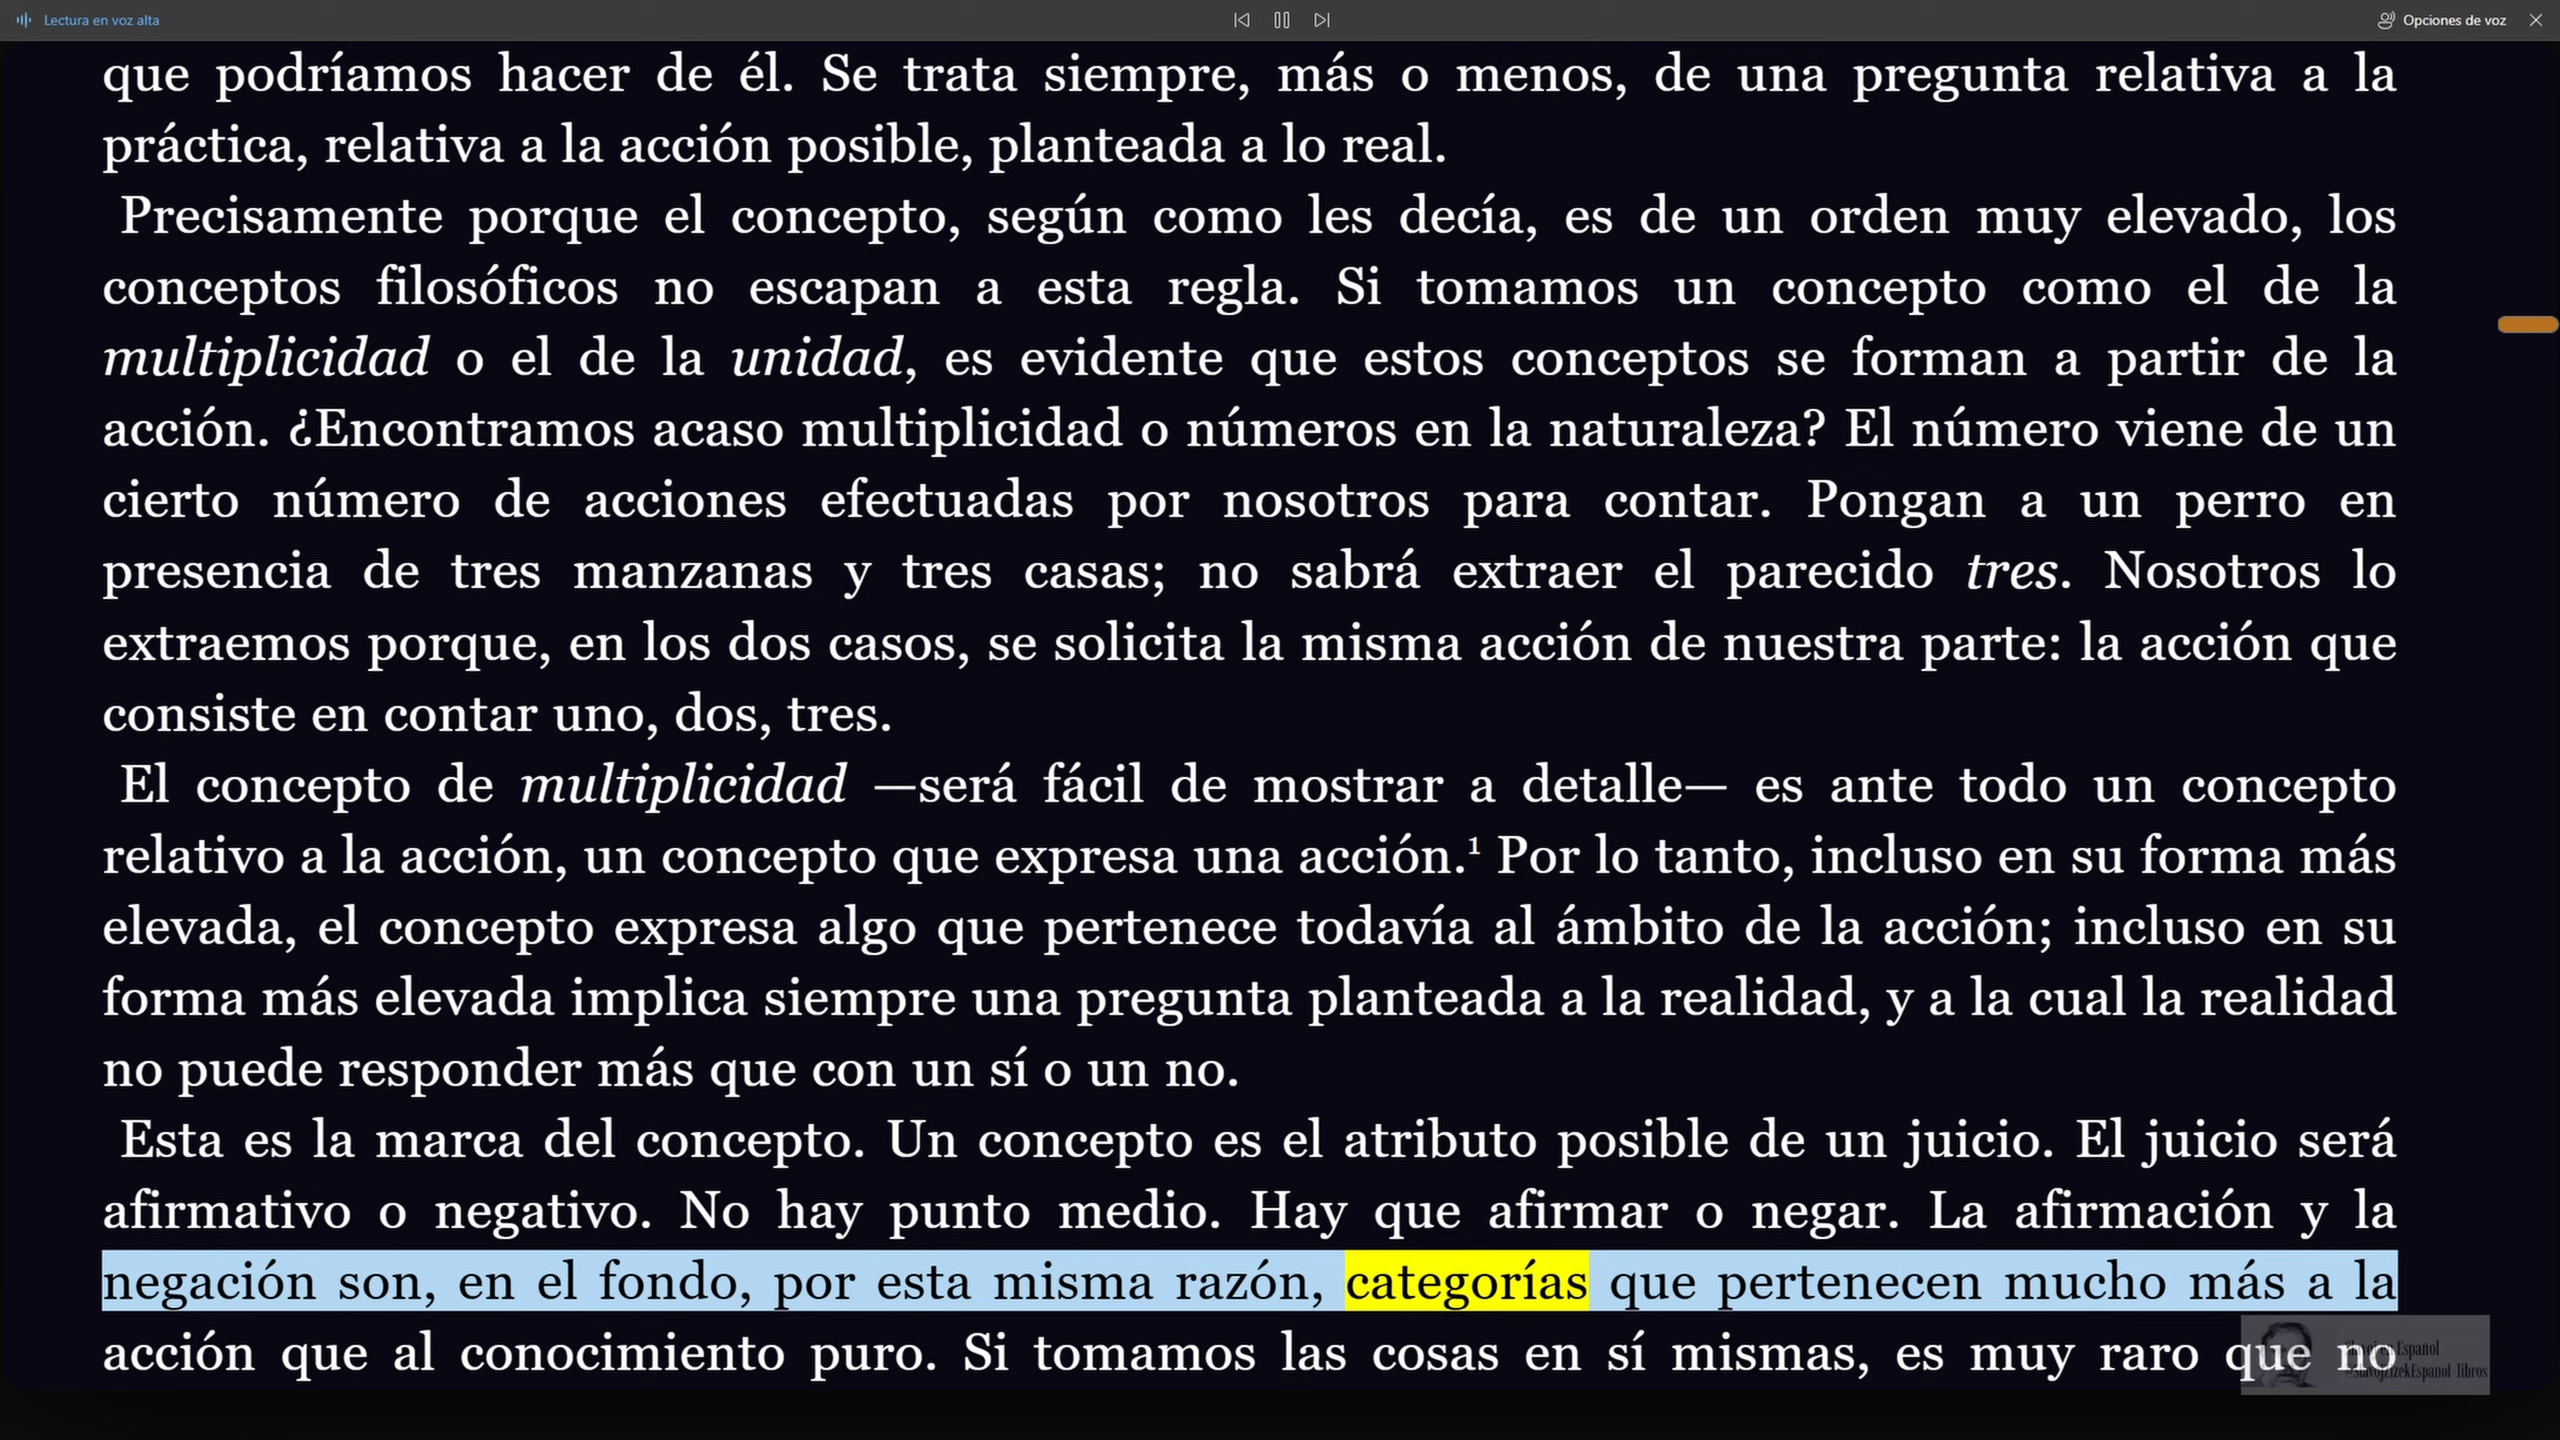 Lectura en voz alta
Opciones de voz
que podríamos hacer de él. Se trata siempre, más o menos, de una pregunta relativa a la
práctica, relativa a la acción posible, planteada a lo real.
Precisamente porque el concepto, según como les decía, es de un orden muy elevado, los
conceptos filosóficos no escapan a esta regla. Si tomamos un concepto como el de la
multiplicidad o el de la unidad, es evidente que estos conceptos se forman a partir de la
acción. ¿Encontramos acaso multiplicidad o números en la naturaleza? El número viene de un
cierto número de acciones efectuadas por nosotros para contar. Pongan a un perro en
presencia de tres manzanas y tres casas; no sabrá extraer el parecido tres. Nosotros lo
extraemos porque, en los dos casos, se solicita la misma acción de nuestra parte: la acción que
consiste en contar uno, dos, tres.
El concepto de multiplicidad —será fácil de mostrar a detalle— es ante todo un concepto
relativo a la acción, un concepto que expresa una acción.¹ Por lo tanto, incluso en su forma más
elevada, el concepto expresa algo que pertenece todavía al ámbito de la acción; incluso en su
forma más elevada implica siempre una pregunta planteada a la realidad, y a la cual la realidad
no puede responder más que con un sí o un no.
Esta es la marca del concepto. Un concepto es el atributo posible de un juicio. El juicio será
afirmativo o negativo. No hay punto medio. Hay que afirmar o negar. La afirmación y la
negación son, en el fondo, por esta misma razón, categorías que pertenecen mucho más a la
acción que al conocimiento puro. Si tomamos las cosas en sí mismas, es muy raro que no
en Español